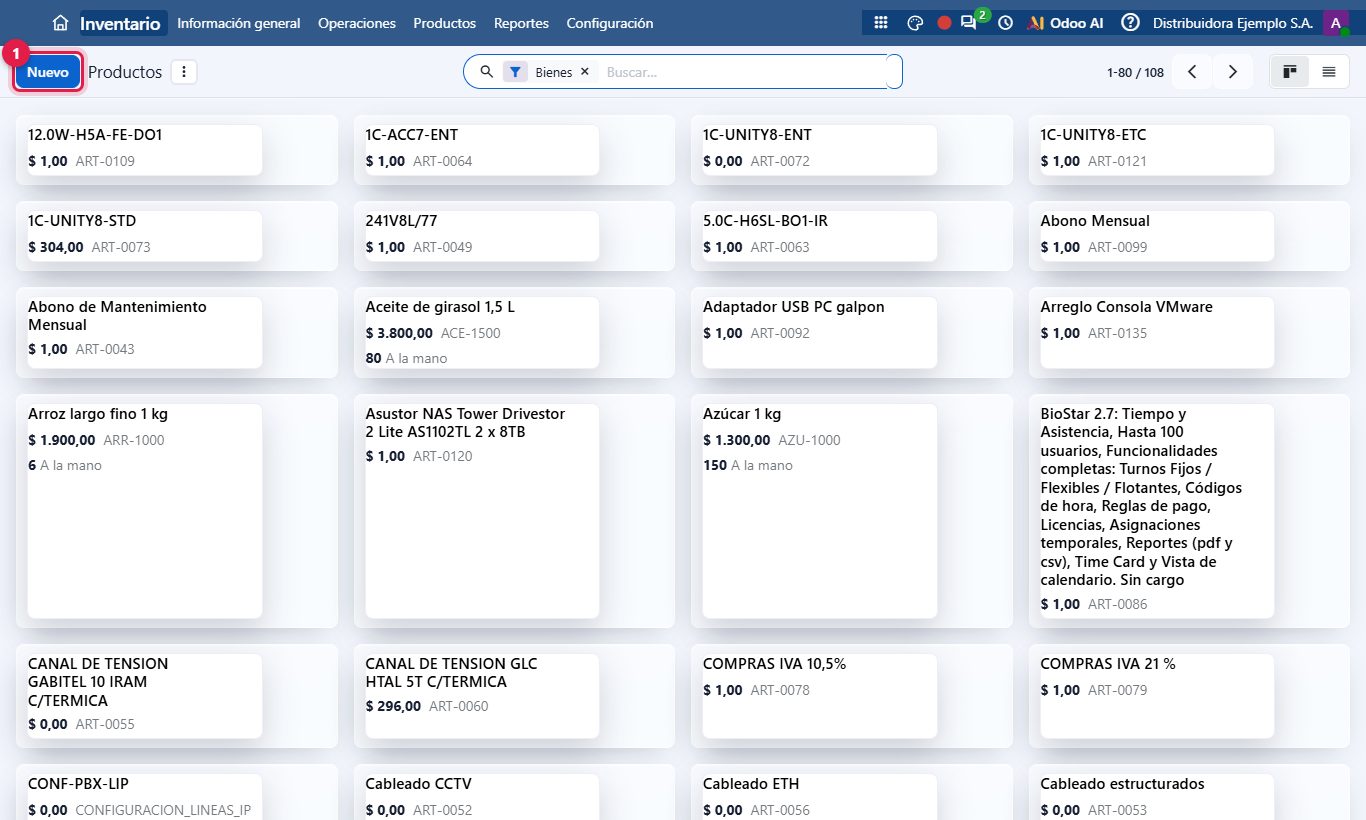 Inventario Información general Operaciones Productos Reportes Configuración 2 Odoo AI Distribuidora Ejemplo S.A. A
1
Nuevo Productos Bienes Buscar... 1-80 / 108
12.0W-H5A-FE-DO1
$ 1,00 ART-0109
1C-ACC7-ENT
$ 1,00 ART-0064
1C-UNITY8-ENT
$ 0,00 ART-0072
1C-UNITY8-ETC
$ 1,00 ART-0121
1C-UNITY8-STD
$ 304,00 ART-0073
241V8L/77
$ 1,00 ART-0049
5.0C-H6SL-BO1-IR
$ 1,00 ART-0063
Abono Mensual
$ 1,00 ART-0099
Abono de Mantenimiento
Mensual
$ 1,00 ART-0043
Aceite de girasol 1,5 L
$ 3.800,00 ACE-1500
80 A la mano
Adaptador USB PC galpon
$ 1,00 ART-0092
Arreglo Consola VMware
$ 1,00 ART-0135
Arroz largo fino 1 kg
$ 1.900,00 ARR-1000
6 A la mano
Asustor NAS Tower Drivestor
2 Lite AS1102TL 2 x 8TB
$ 1,00 ART-0120
Azúcar 1 kg
$ 1.300,00 AZU-1000
150 A la mano
BioStar 2.7: Tiempo y
Asistencia, Hasta 100
usuarios, Funcionalidades
completas: Turnos Fijos /
Flexibles / Flotantes, Códigos
de hora, Reglas de pago,
Licencias, Asignaciones
temporales, Reportes (pdf y
csv), Time Card y Vista de
calendario. Sin cargo
$ 1,00 ART-0086
CANAL DE TENSION
GABITEL 10 IRAM
C/TERMICA
$ 0,00 ART-0055
CANAL DE TENSION GLC
HTAL 5T C/TERMICA
$ 296,00 ART-0060
COMPRAS IVA 10,5%
$ 1,00 ART-0078
COMPRAS IVA 21 %
$ 1,00 ART-0079
CONF-PBX-LIP
$ 0,00 CONFIGURACION_LINEAS_IP
Cableado CCTV
$ 0,00 ART-0052
Cableado ETH
$ 0,00 ART-0056
Cableado estructurados
$ 0,00 ART-0053